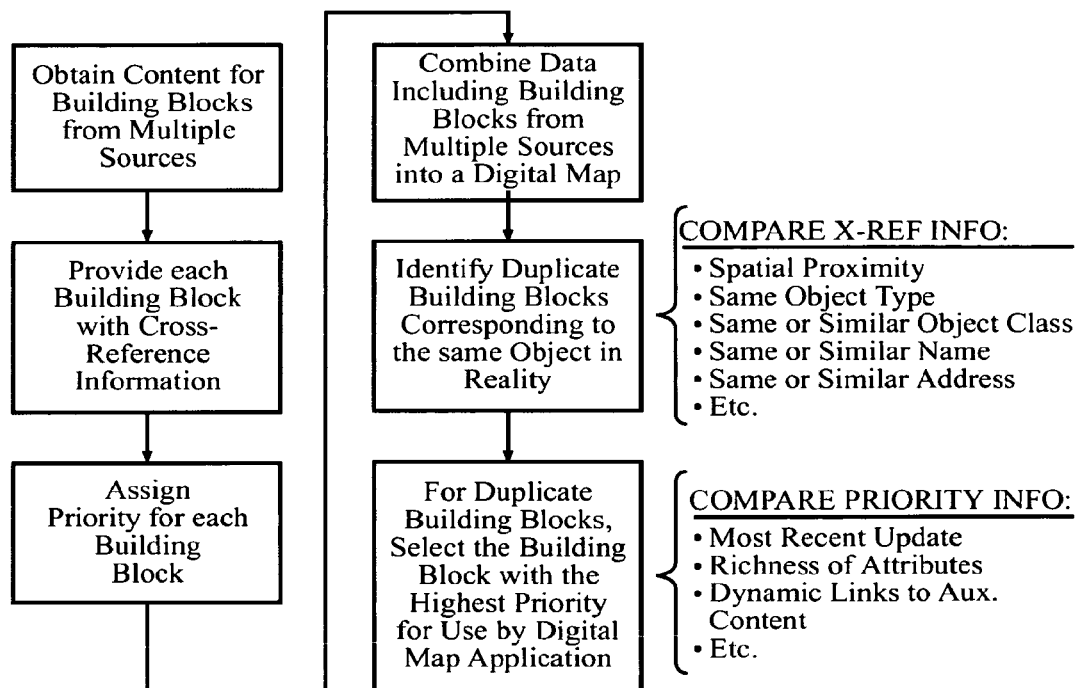 Obtain Content for
Building Blocks
from Multiple
Sources
Provide each
Building Block
with Cross-
Reference
Information
Assign
Priority for each
Building
Block
Combine Data
Including Building
Blocks from
Multiple Sources
into a Digital Map
Identify Duplicate
Building Blocks
Corresponding to
the same Object in
Reality
COMPARE X-REF INFO:
• Spatial Proximity
• Same Object Type
• Same or Similar Object Class
• Same or Similar Name
• Same or Similar Address
• Etc.
For Duplicate
Building Blocks,
Select the Building
Block with the
Highest Priority
for Use by Digital
Map Application
COMPARE PRIORITY INFO:
• Most Recent Update
• Richness of Attributes
• Dynamic Links to Aux.
Content
• Etc.